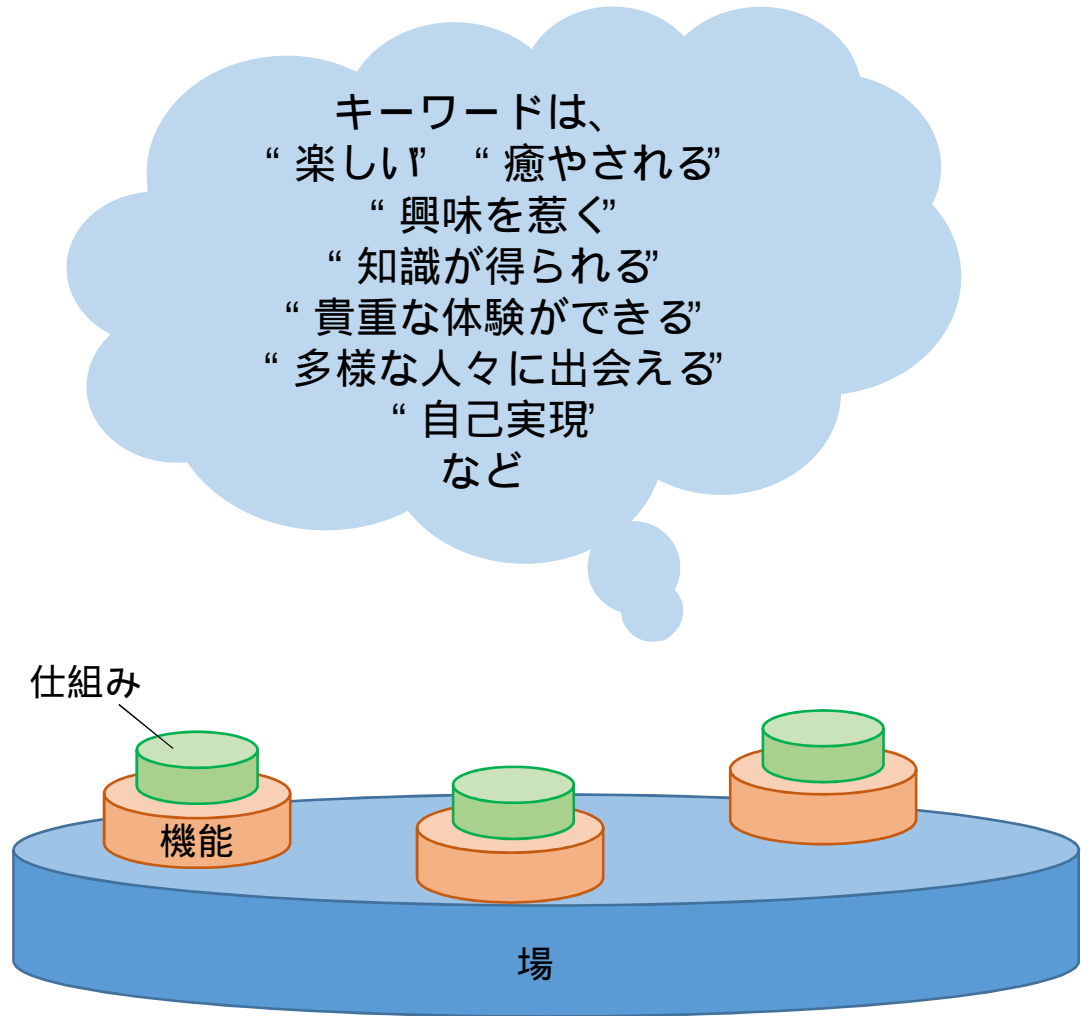 キーワードは、
“楽しい” “癒やされる”
“興味を惹く”
“知識が得られる”
“貴重な体験ができる”
“多様な人々に出会える”
“自己実現”
など
仕組み
機能
場